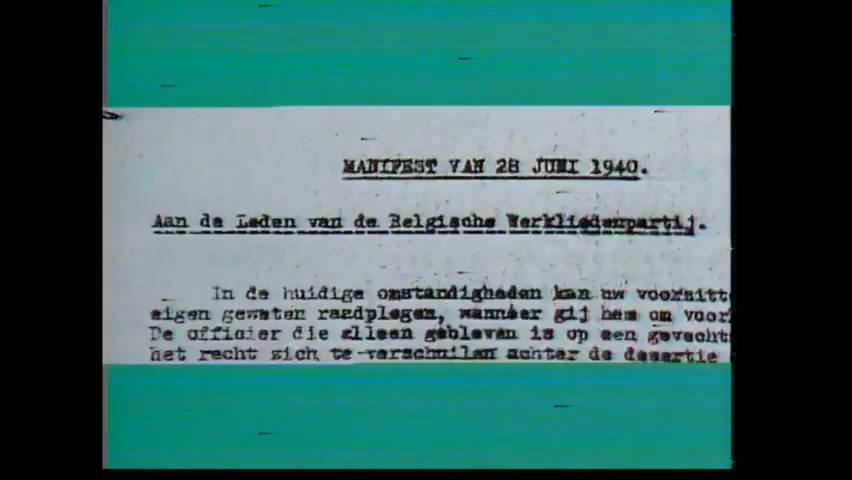 MANIFEST VAN 28 JUNI 1940.
Aan de Leden van de Belgische Werkliedenpartij.
In de huidige omstandigheden kan uw voorzitt
eigen geweten raadplegen, wanneer gij hem om voor
De officier die alleen gebleven is op een gevechts
het recht zich te verschuilen achter de desertie